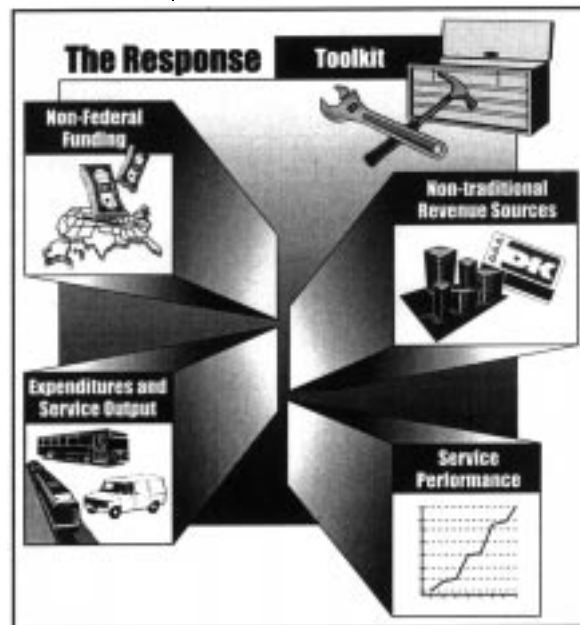 The Response Toolkit
Non-Federal
Funding
Non-traditional
Revenue Sources
Expenditures and
Service Output
Service
Performance